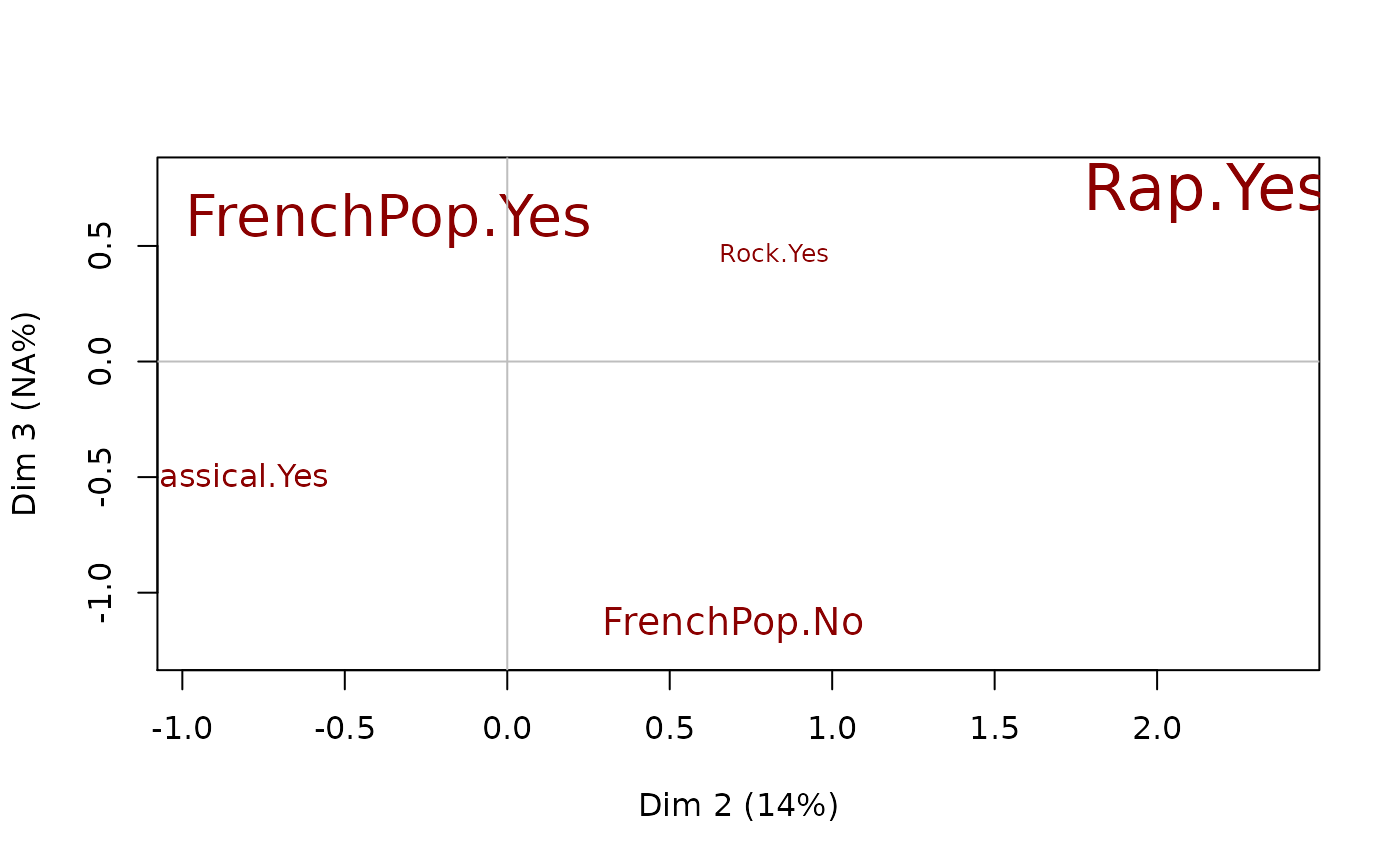 Rap.Yes
FrenchPop.Yes
Rock.Yes
assical.Yes
FrenchPop.No
Dim 3 (NA%)
0.5
0.0
-0.5
-1.0
-1.0 -0.5 0.0 0.5 1.0 1.5 2.0
Dim 2 (14%)